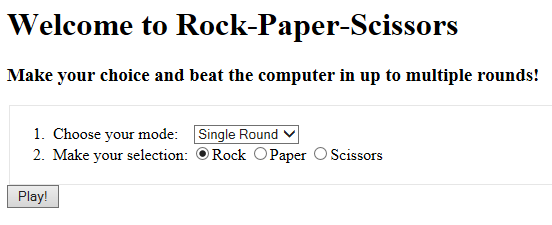 Welcome to Rock-Paper-Scissors
Make your choice and beat the computer in up to multiple rounds!
1. Choose your mode: Single Round
2. Make your selection: Rock Paper Scissors
Play!